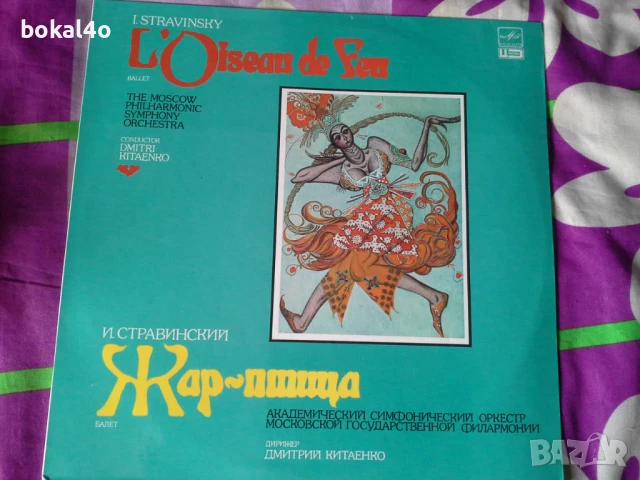 bokal4o
I. STRAVINSKY
L'Oiseau de Feu
BALLET
THE MOSCOW
PHILHARMONIC
SYMPHONY
ORCHESTRA
CONDUCTOR
DMITRI
KITAENKO
И. СТРАВИНСКИЙ
Жар-птица
БАЛЕТ
АКАДЕМИЧЕСКИЙ СИМФОНИЧЕСКИЙ ОРКЕСТР
МОСКОВСКОЙ ГОСУДАРСТВЕННОЙ ФИЛАРМОНИИ
ДИРИЖЕР
ДМИТРИЙ КИТАЕНКО
BAZAR